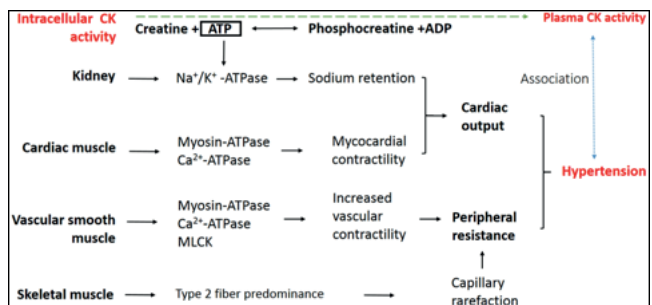 Intracellular CK activity
Plasma CK activity
Creatine + ATP
Phosphocreatine +ADP
Kidney
Na⁺/K⁺ -ATPase
Sodium retention
Association
Cardiac
output
Cardiac muscle
Myosin-ATPase
Ca²⁺-ATPase
Mycocardial
contractility
Hypertension
Vascular smooth
muscle
Myosin-ATPase
Ca²⁺-ATPase
MLCK
Increased
vascular
contractility
Peripheral
resistance
Skeletal muscle
Type 2 fiber predominance
Capillary
rarefaction